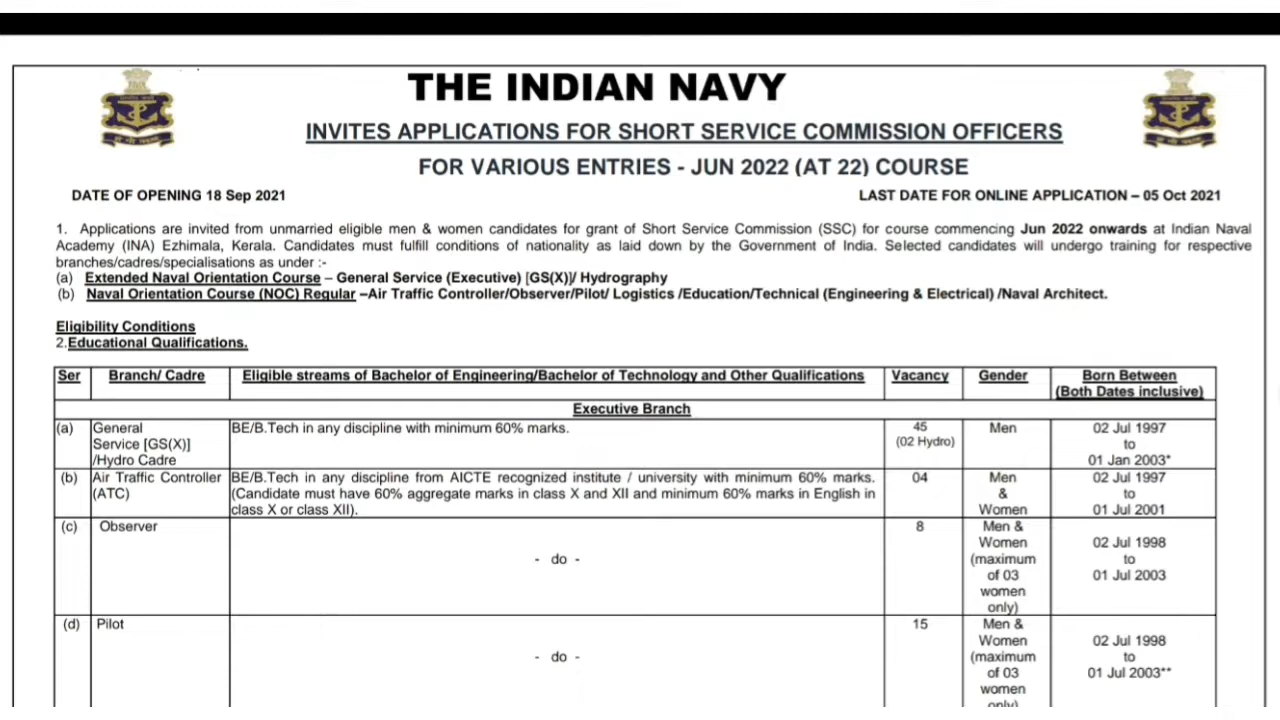 THE INDIAN NAVY
INVITES APPLICATIONS FOR SHORT SERVICE COMMISSION OFFICERS
FOR VARIOUS ENTRIES - JUN 2022 (AT 22) COURSE
DATE OF OPENING 18 Sep 2021 LAST DATE FOR ONLINE APPLICATION – 05 Oct 2021
1. Applications are invited from unmarried eligible men & women candidates for grant of Short Service Commission (SSC) for course commencing Jun 2022 onwards at Indian Naval
Academy (INA) Ezhimala, Kerala. Candidates must fulfill conditions of nationality as laid down by the Government of India. Selected candidates will undergo training for respective
branches/cadres/specialisations as under :-
(a) Extended Naval Orientation Course – General Service (Executive) [GS(X)]/ Hydrography
(b) Naval Orientation Course (NOC) Regular –Air Traffic Controller/Observer/Pilot/ Logistics /Education/Technical (Engineering & Electrical) /Naval Architect.
Eligibility Conditions
2.Educational Qualifications.
Ser Branch/ Cadre Eligible streams of Bachelor of Engineering/Bachelor of Technology and Other Qualifications Vacancy Gender Born Between
(Both Dates inclusive)
Executive Branch
(a) General BE/B.Tech in any discipline with minimum 60% marks. 45 Men 02 Jul 1997
Service [GS(X)] (02 Hydro) to
/Hydro Cadre 01 Jan 2003*
(b) Air Traffic Controller BE/B.Tech in any discipline from AICTE recognized institute / university with minimum 60% marks. 04 Men 02 Jul 1997
(ATC) (Candidate must have 60% aggregate marks in class X and XII and minimum 60% marks in English in & to
class X or class XII). Women 01 Jul 2001
(c) Observer 8 Men &
Women 02 Jul 1998
- do - (maximum to
of 03 01 Jul 2003
women
only)
(d) Pilot 15 Men &
Women 02 Jul 1998
- do - (maximum to
of 03 01 Jul 2003**
women
only)